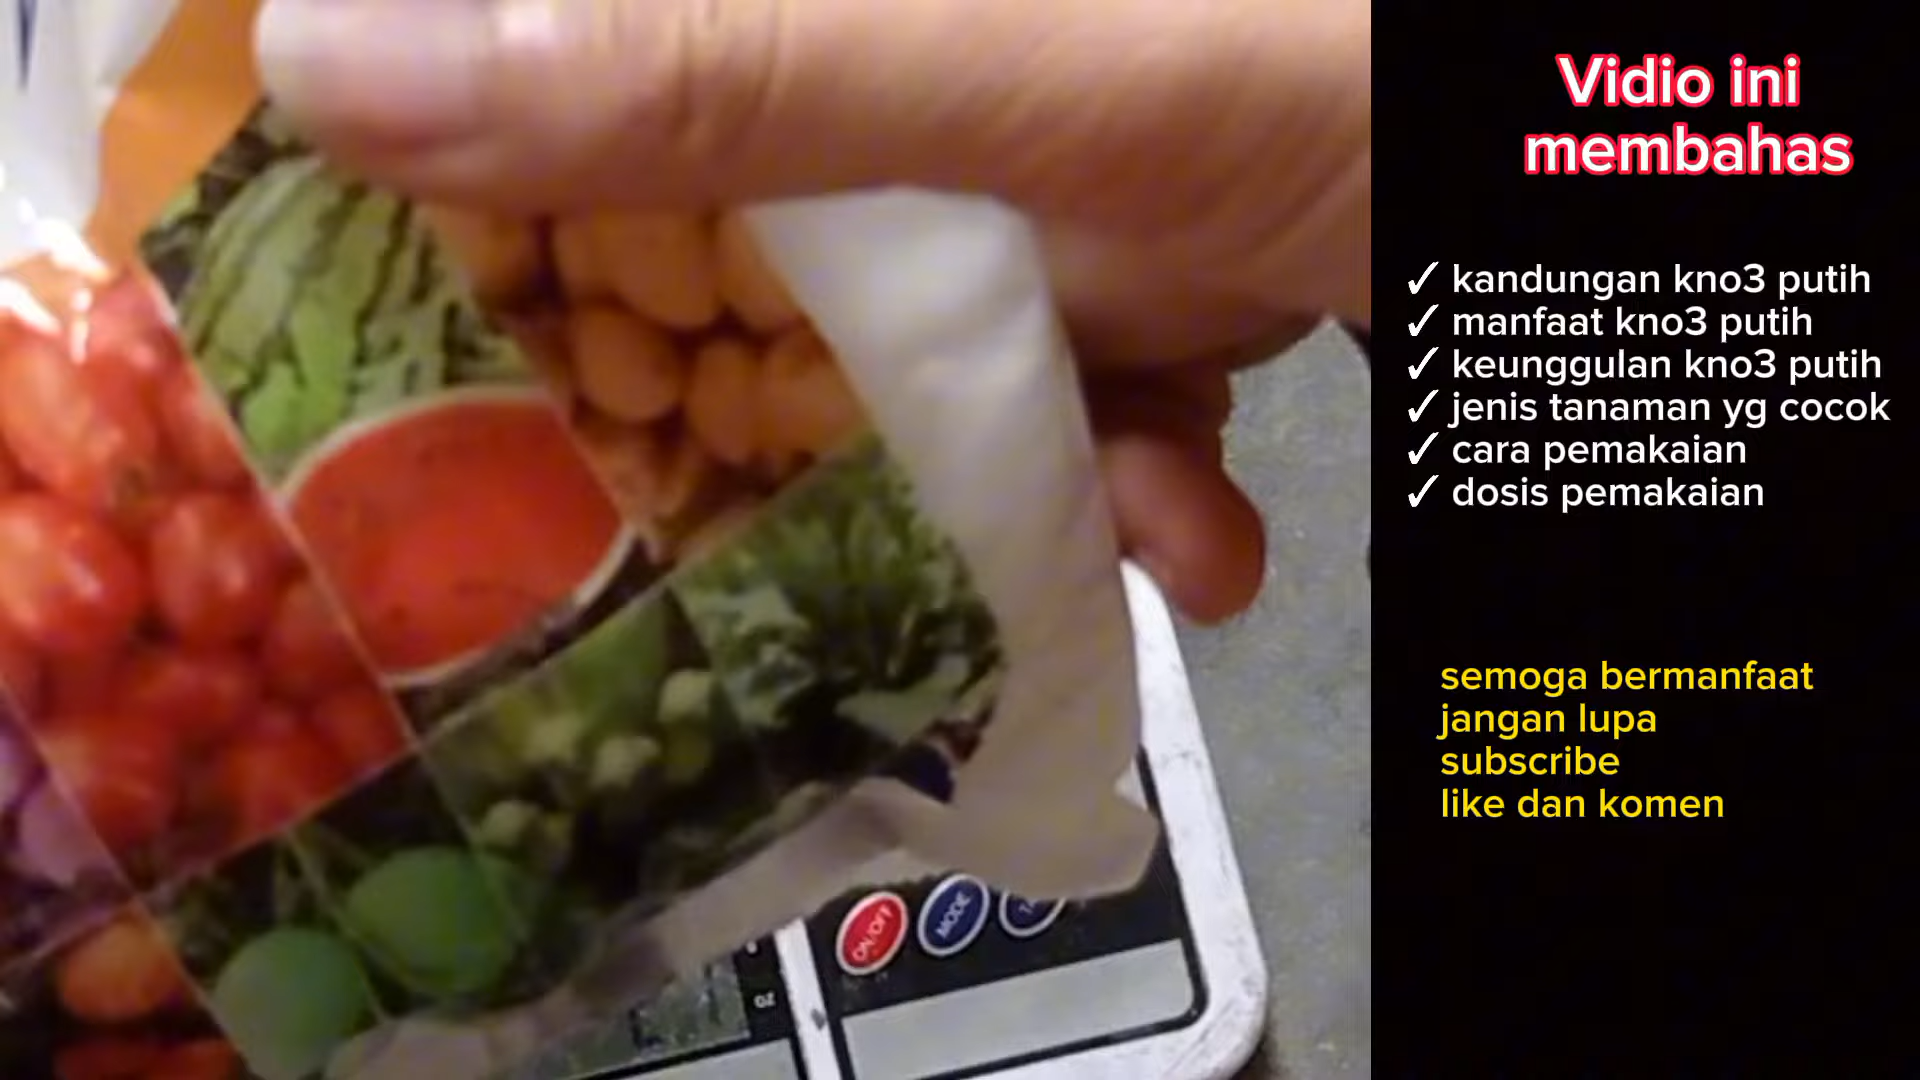 Vidio ini
membahas
✓ kandungan kno3 putih
✓ manfaat kno3 putih
✓ keunggulan kno3 putih
✓ jenis tanaman yg cocok
✓ cara pemakaian
✓ dosis pemakaian
semoga bermanfaat
jangan lupa
subscribe
like dan komen
ON/OFF
MODE
oz